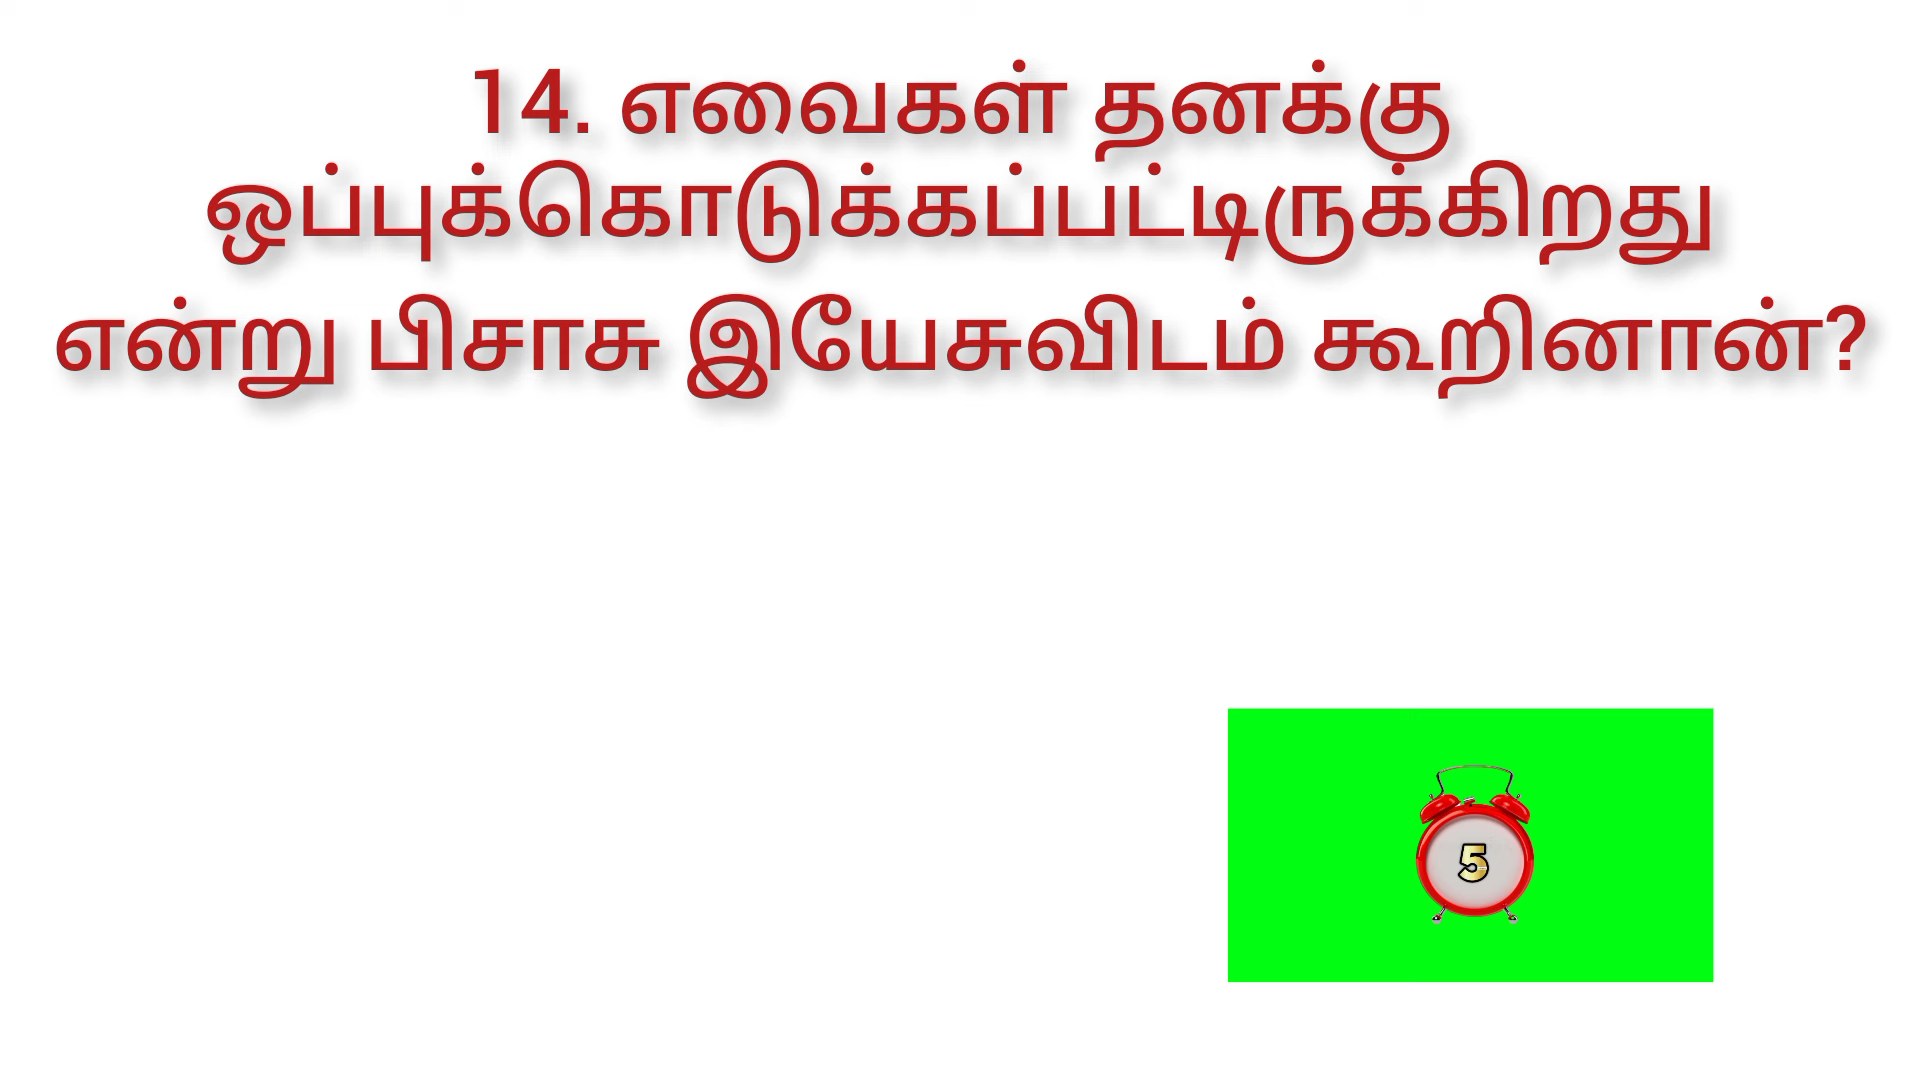 14. எவைகள் தனக்கு
ஒப்புக்கொடுக்கப்பட்டிருக்கிறது
என்று பிசாசு இயேசுவிடம் கூறினான்?
5